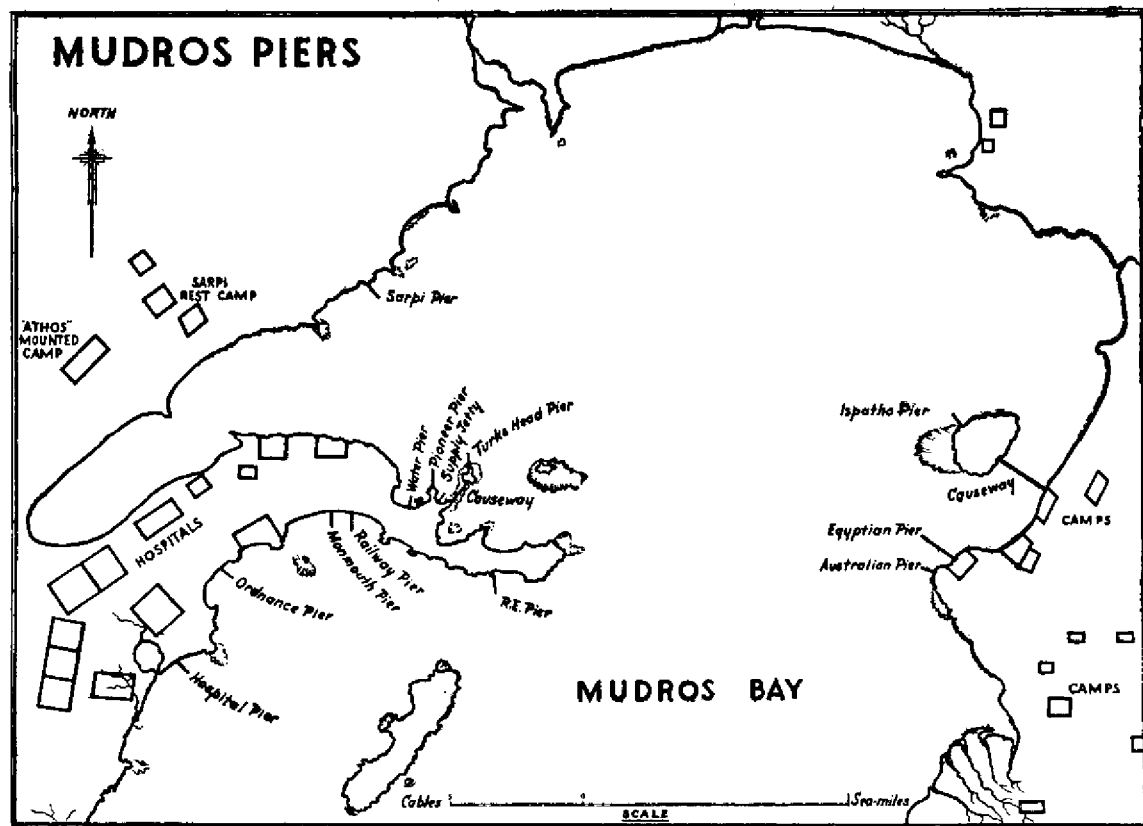 MUDROS PIERS
NORTH
SARPI
REST CAMP
"ATHOS"
MOUNTED
CAMP
Sarpi Pier
Water Pier
Pioneer Pier
Supply Jetty
Turks Head Pier
Causeway
Ispatho Pier
Causeway
CAMPS
Egyptian Pier
Australian Pier
HOSPITALS
Ordnance Pier
Monmouth Pier
Railway Pier
R.E. Pier
Hospital Pier
MUDROS BAY
CAMPS
Cables
Sea-miles
SCALE